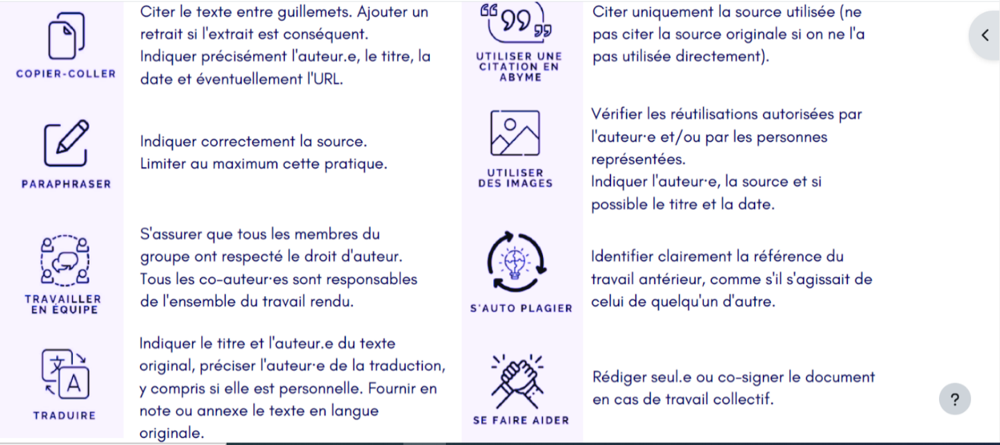 Citer le texte entre guillemets. Ajouter un
retrait si l'extrait est conséquent.
Indiquer précisément l'auteur.e, le titre, la
date et éventuellement l'URL.
COPIER-COLLER
Indiquer correctement la source.
Limiter au maximum cette pratique.
PARAPHRASER
S'assurer que tous les membres du
groupe ont respecté le droit d'auteur.
Tous les co-auteur·es sont responsables
de l'ensemble du travail rendu.
TRAVAILLER
EN ÉQUIPE
Indiquer le titre et l'auteur.e du texte
original, préciser l'auteur·e de la traduction,
y compris si elle est personnelle. Fournir en
note ou annexe le texte en langue
originale.
文
A
TRADUIRE
Citer uniquement la source utilisée (ne
pas citer la source originale si on ne l'a
pas utilisée directement).
UTILISER UNE
CITATION EN
ABYME
Vérifier les réutilisations autorisées par
l'auteur·e et/ou par les personnes
représentées.
Indiquer l'auteur·e, la source et si
possible le titre et la date.
UTILISER
DES IMAGES
Identifier clairement la référence du
travail antérieur, comme s'il s'agissait de
celui de quelqu'un d'autre.
S'AUTO PLAGIER
Rédiger seul.e ou co-signer le document
en cas de travail collectif.
SE FAIRE AIDER
?